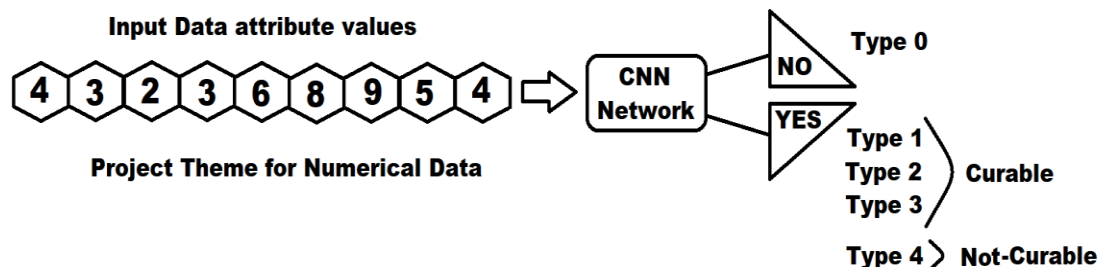 Input Data attribute values
4 3 2 3 6 8 9 5 4
Project Theme for Numerical Data
CNN
Network
NO
Type 0
YES
Type 1
Type 2
Type 3
Curable
Type 4
Not-Curable